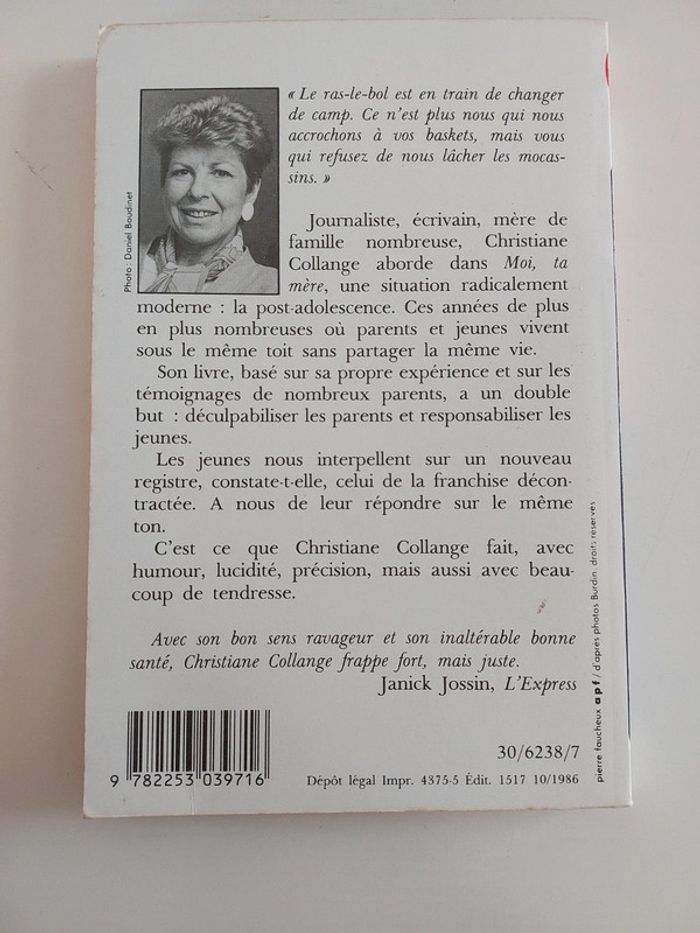 « Le ras-le-bol est en train de changer
de camp. Ce n'est plus nous qui nous
accrochons à vos baskets, mais vous
qui refusez de nous lâcher les mocas-
sins. »
Photo : Daniel Boudinet
Journaliste, écrivain, mère de
famille nombreuse, Christiane
Collange aborde dans Moi, ta
mère, une situation radicalement
moderne : la post-adolescence. Ces années de plus
en plus nombreuses où parents et jeunes vivent
sous le même toit sans partager la même vie.
Son livre, basé sur sa propre expérience et sur les
témoignages de nombreux parents, a un double
but : déculpabiliser les parents et responsabiliser les
jeunes.
Les jeunes nous interpellent sur un nouveau
registre, constate-t-elle, celui de la franchise décon-
tractée. A nous de leur répondre sur le même
ton.
C'est ce que Christiane Collange fait, avec
humour, lucidité, précision, mais aussi avec beau-
coup de tendresse.
Avec son bon sens ravageur et son inaltérable bonne
santé, Christiane Collange frappe fort, mais juste.
Janick Jossin, L'Express
pierre faucheux apf / d'après photos Burdin. droits réservés
30/6238/7
9 782253 039716
Dépôt légal Impr. 4375-5 Édit. 1517 10/1986